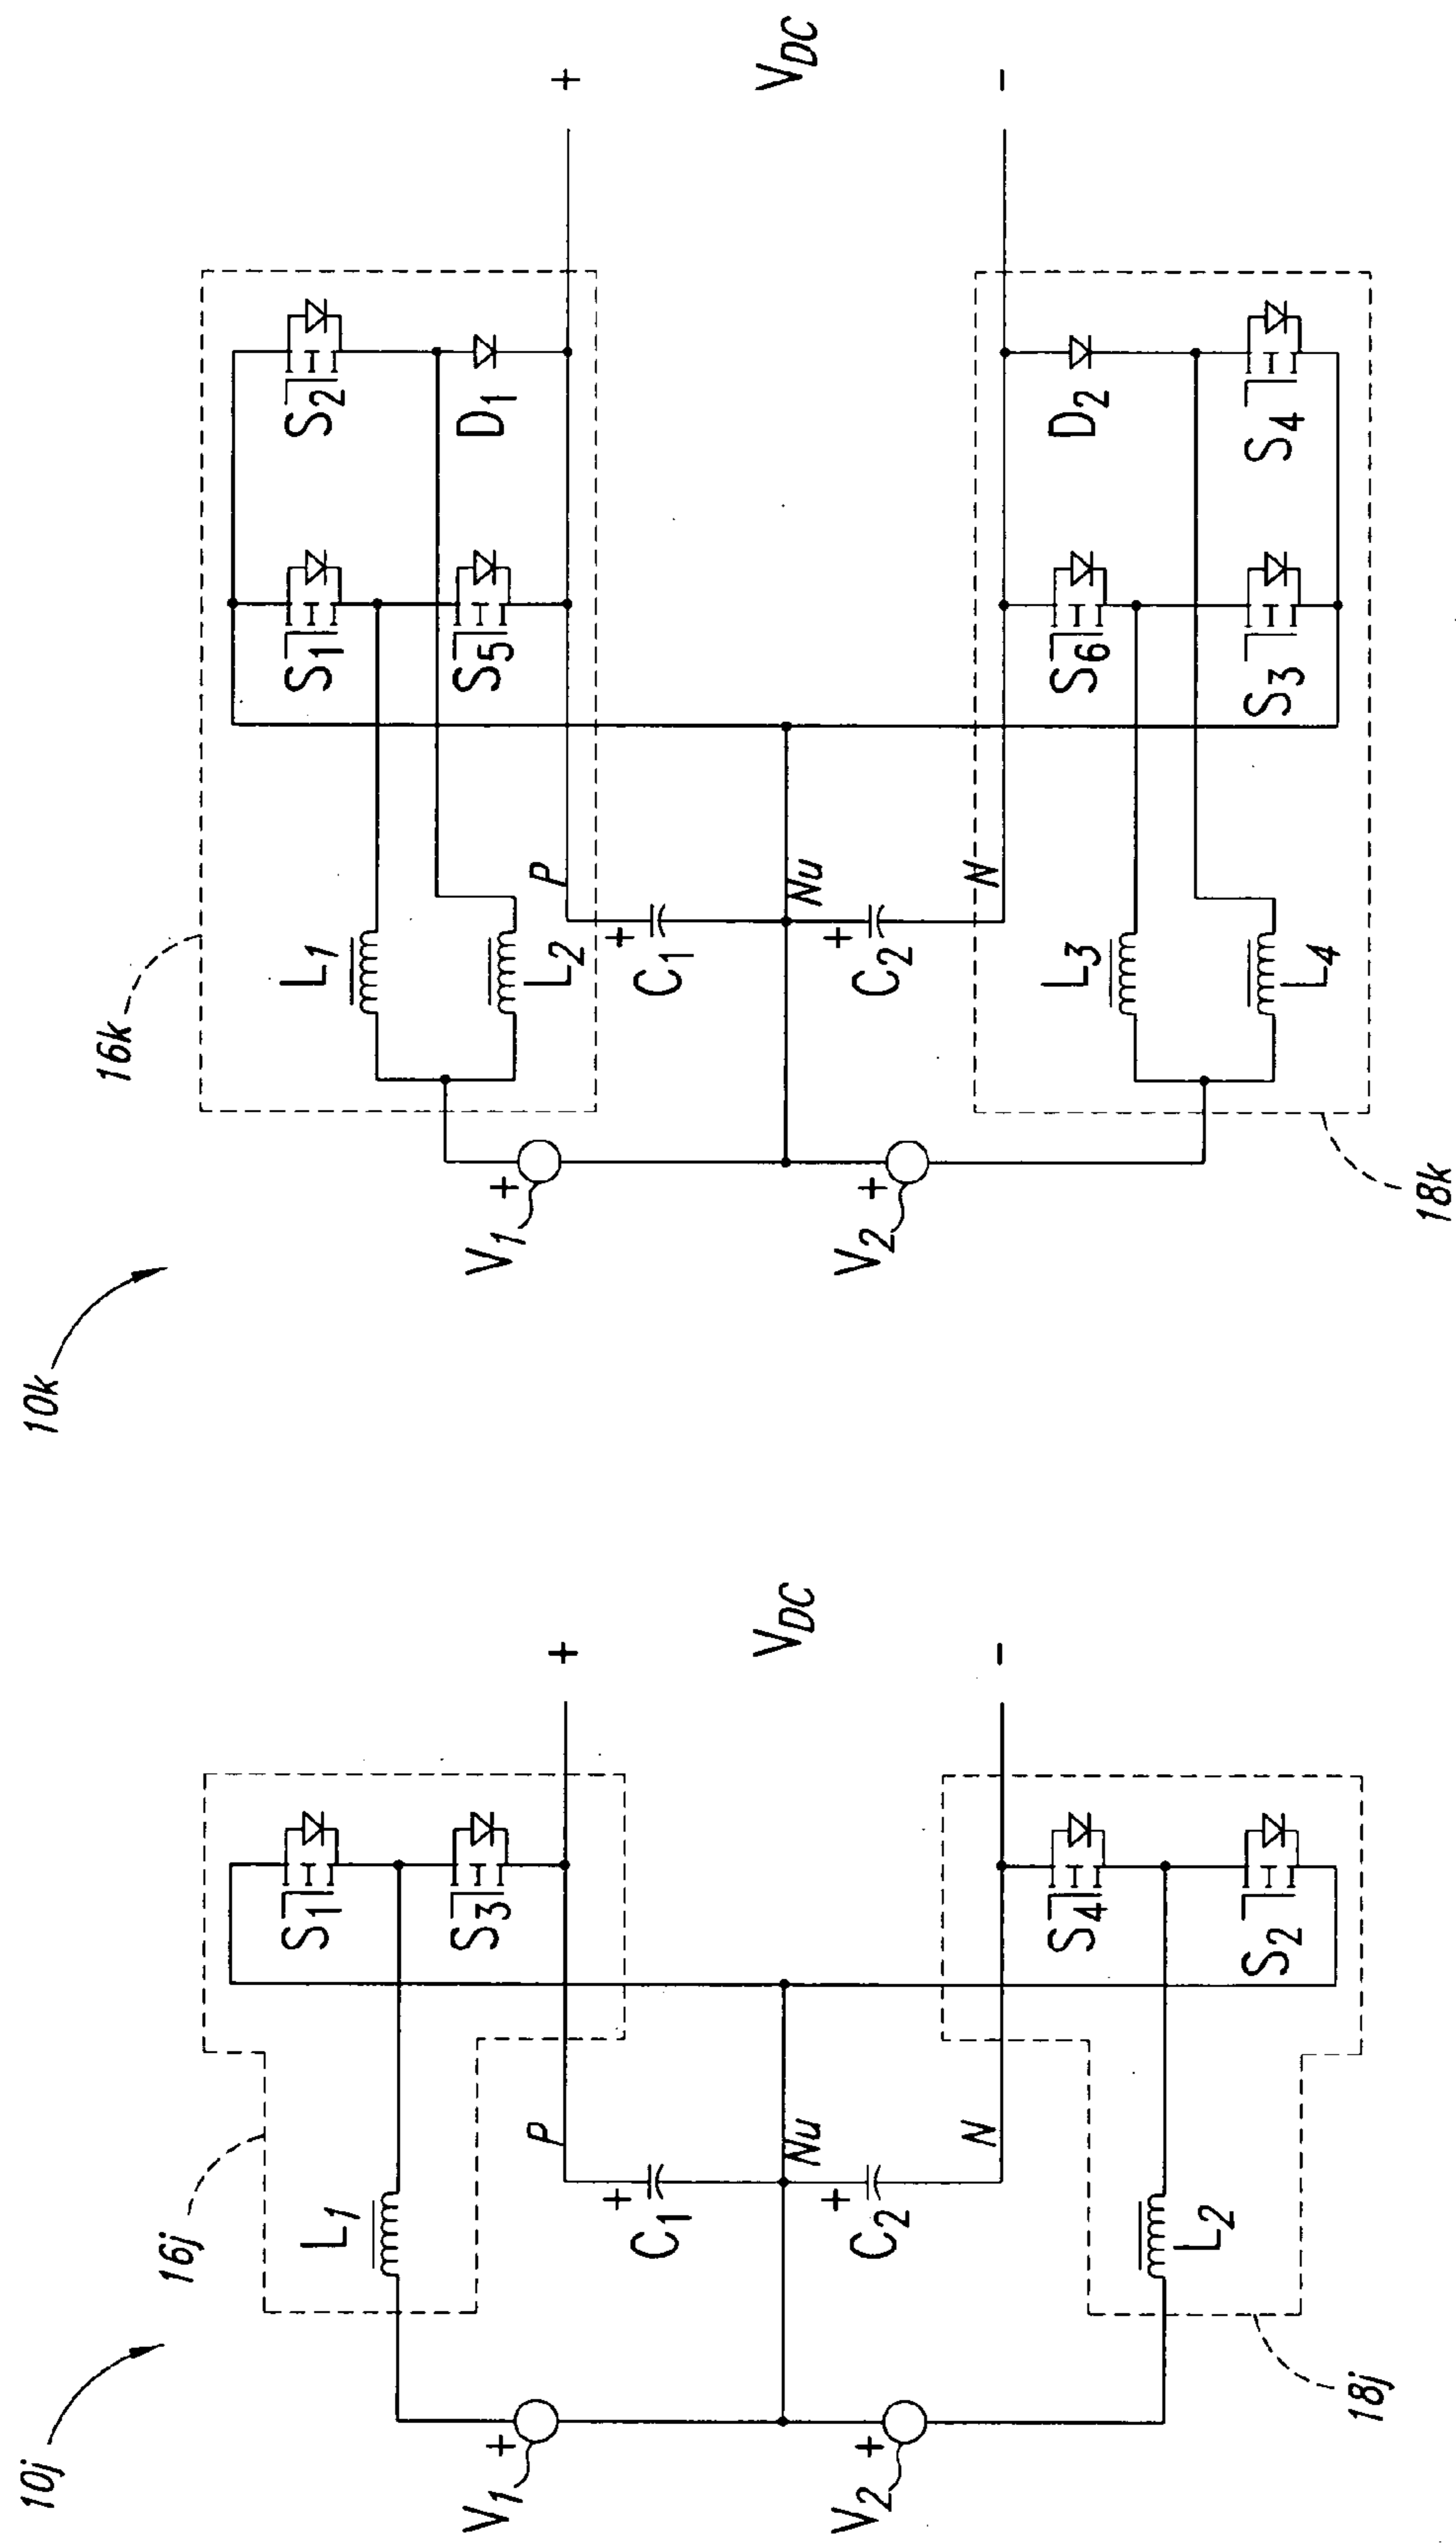 10k
16k
L1
S1
S2
L2
S5
D1
P
+
V1
+
C1
+
Nu
VDC
V2
+
C2
+
N
-
L3
S6
D2
L4
S3
S4
18k
10j
16j
L1
S1
S3
P
+
V1
+
C1
+
Nu
VDC
V2
+
C2
+
N
-
S4
L2
S2
18j